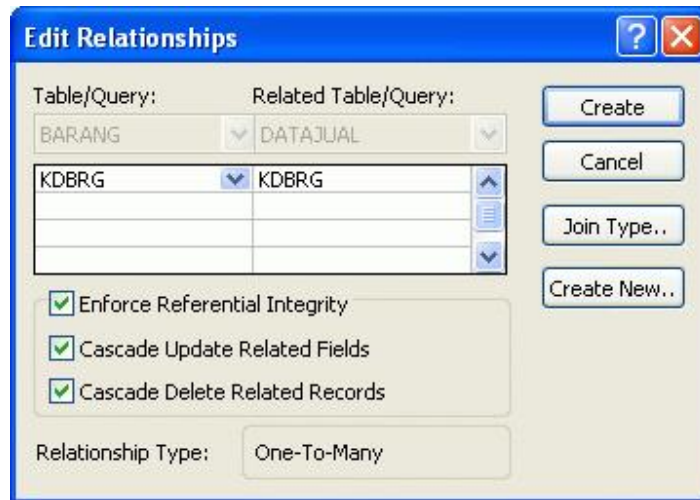 Edit Relationships
Table/Query: Related Table/Query:
BARANG DATAJUAL
KDBRG KDBRG
Create
Cancel
Join Type..
Create New..
Enforce Referential Integrity
Cascade Update Related Fields
Cascade Delete Related Records
Relationship Type: One-To-Many